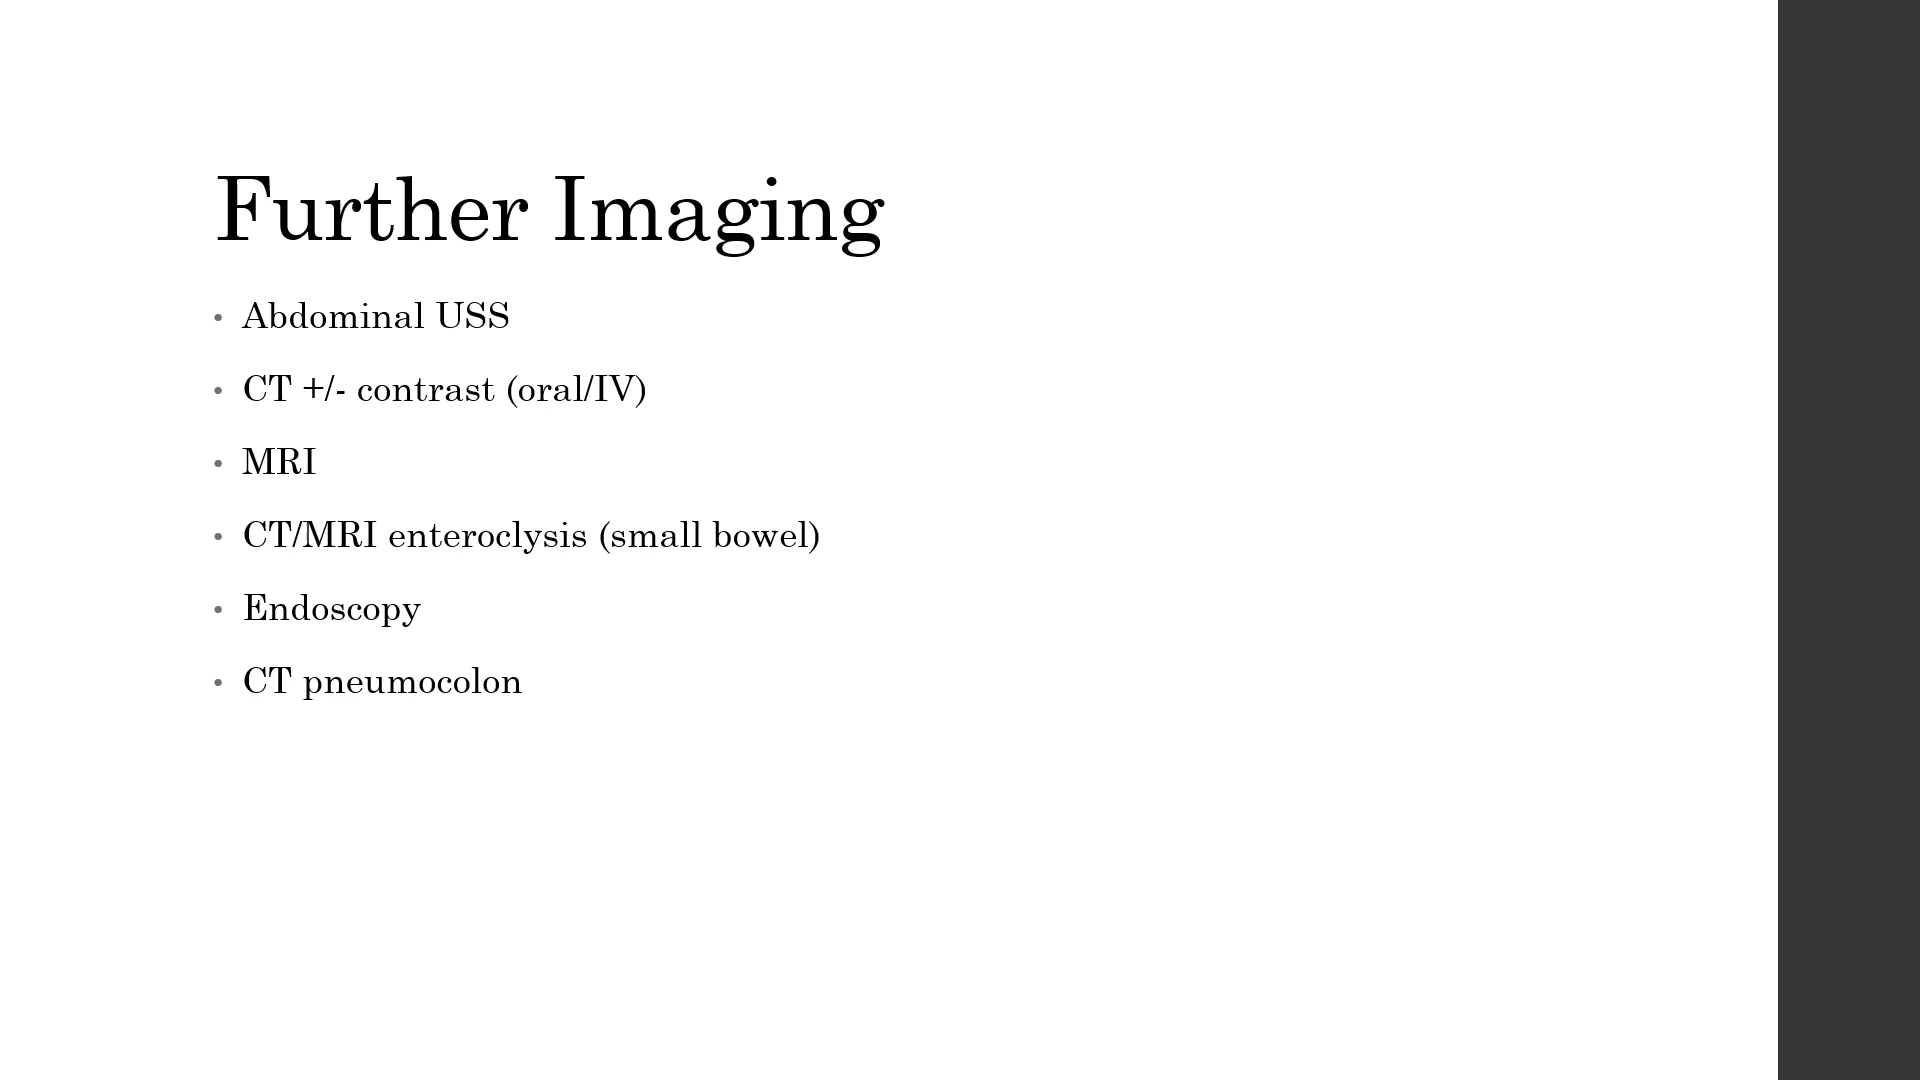 Further Imaging
• Abdominal USS
• CT +/- contrast (oral/IV)
• MRI
• CT/MRI enteroclysis (small bowel)
• Endoscopy
• CT pneumocolon